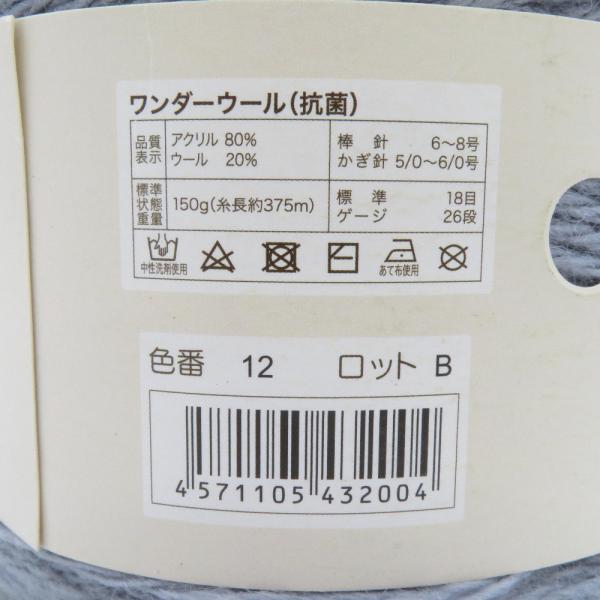 ワンダーウール(抗菌)
品質表示 アクリル 80% ウール 20%
棒針 6〜8号
かぎ針 5/0〜6/0号
標準状態重量 150g(糸長約375m)
標準ゲージ 18目 26段
中性洗剤使用 あて布使用
色番 12 ロット B
4 571105 432004